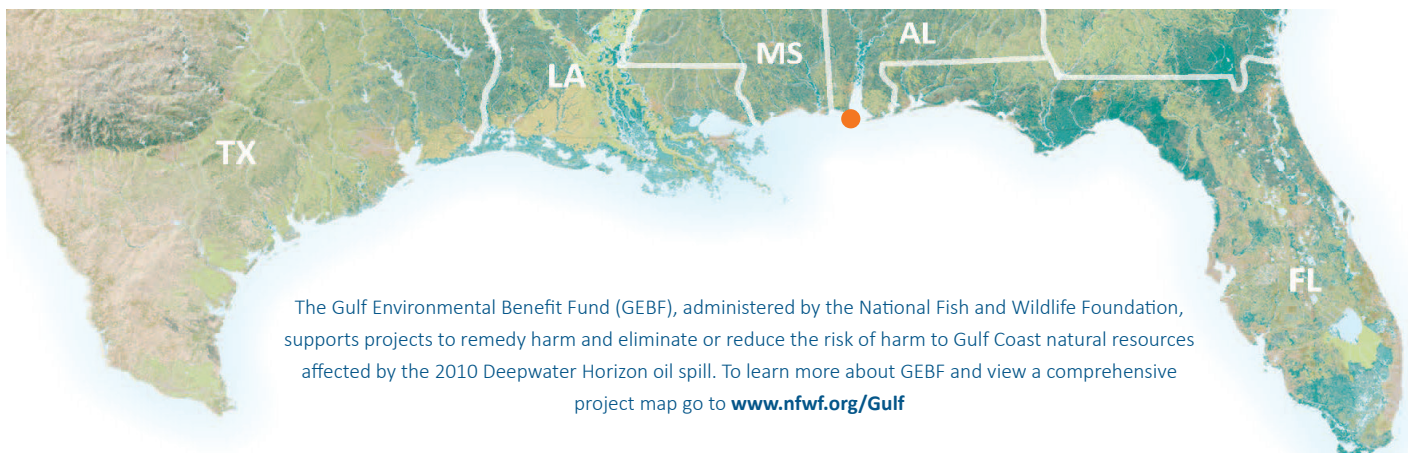 AL
MS
LA
TX
FL
The Gulf Environmental Benefit Fund (GEBF), administered by the National Fish and Wildlife Foundation,
supports projects to remedy harm and eliminate or reduce the risk of harm to Gulf Coast natural resources
affected by the 2010 Deepwater Horizon oil spill. To learn more about GEBF and view a comprehensive
project map go to www.nfwf.org/Gulf